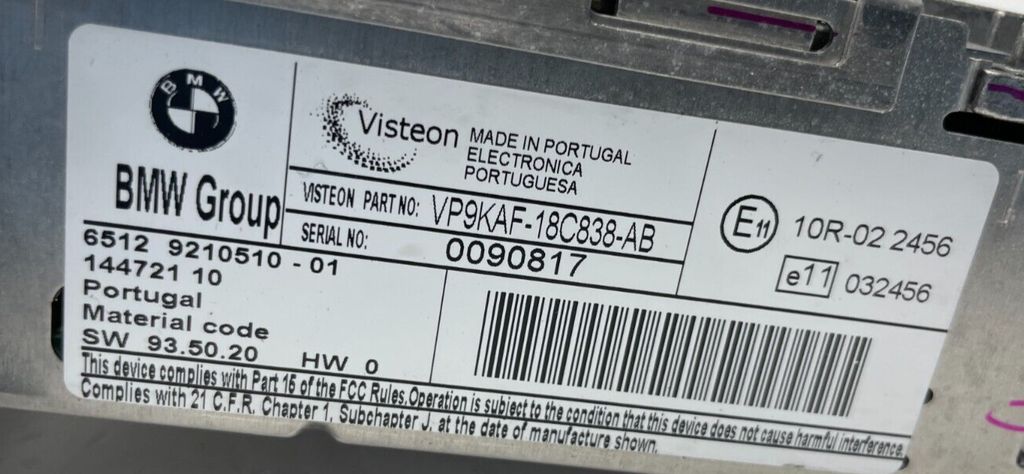 BMW
BMW Group
Visteon
MADE IN PORTUGAL
ELECTRONICA
PORTUGUESA
VISTEON PART NO: VP9KAF-18C838-AB
SERIAL NO: 0090817
E11 10R-02 2456
e11 032456
6512 9210510 - 01
144721 10
Portugal
Material code
SW 93.50.20 HW 0
This device complies with Part 15 of the FCC Rules.Operation is subject to the condition that this device does not cause harmful interference.
Complies with 21 C.F.R. Chapter 1, Subchapter J, at the date of manufacture shown.